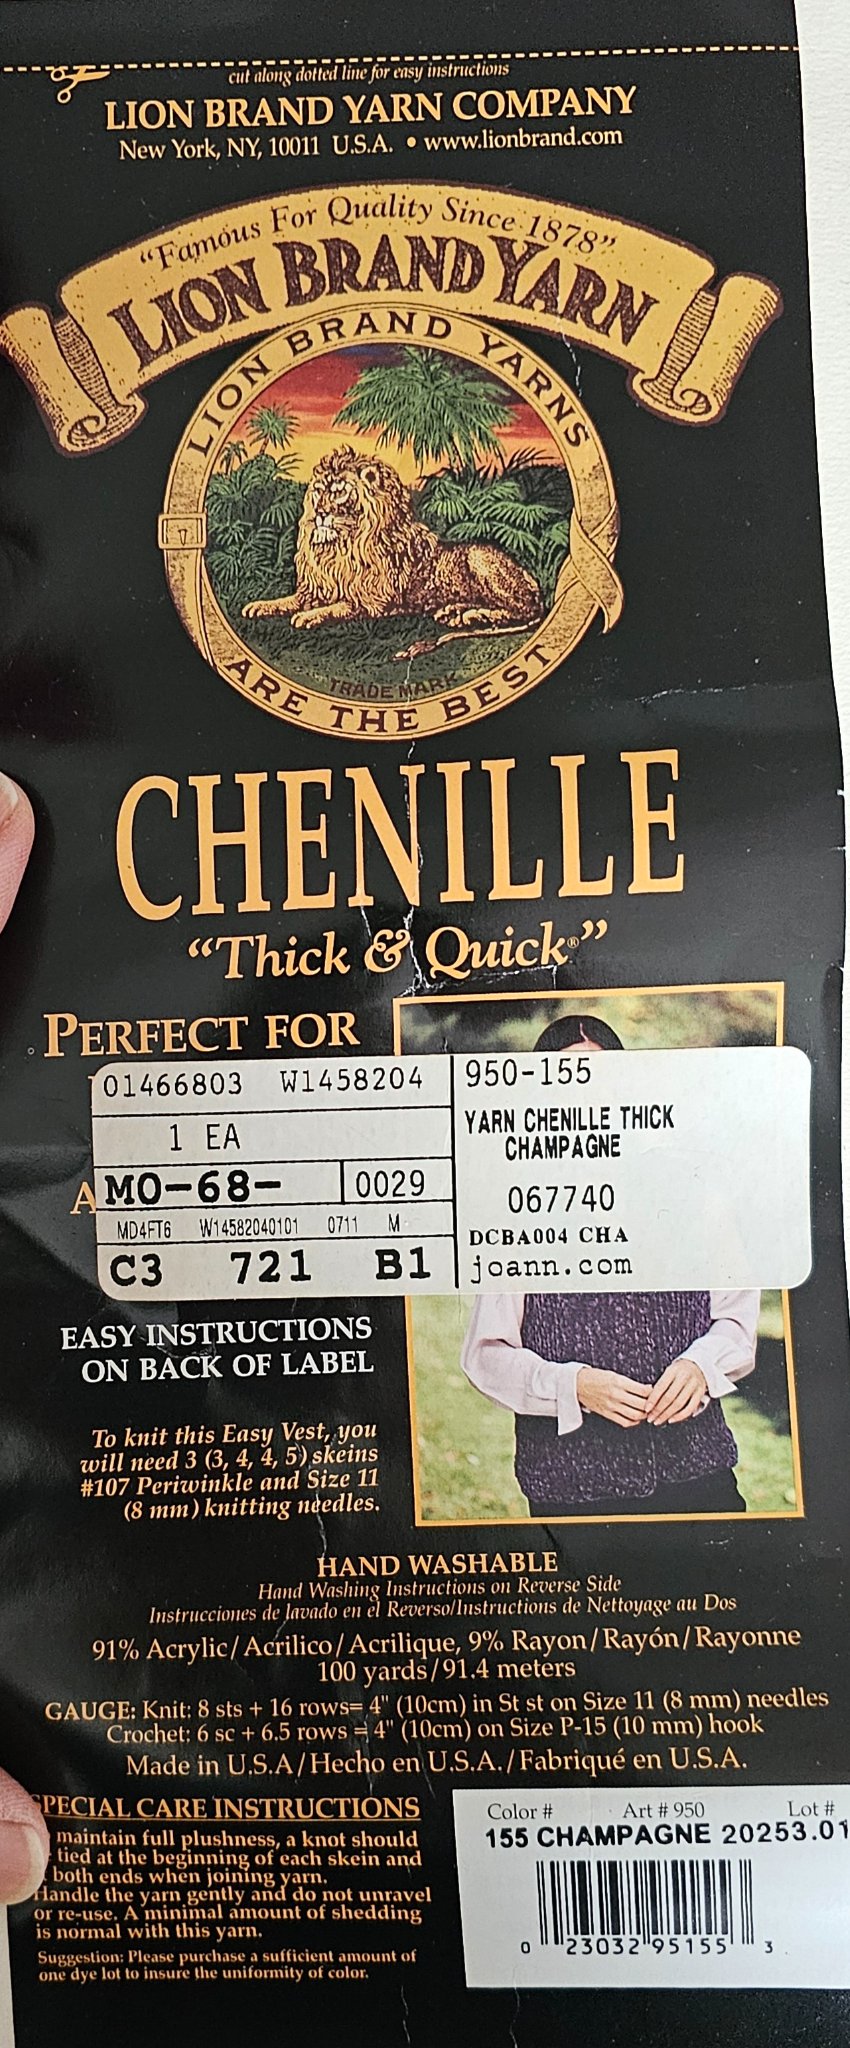 cut along dotted line for easy instructions
LION BRAND YARN COMPANY
New York, NY, 10011 U.S.A. • www.lionbrand.com
"Famous For Quality Since 1878"
LION BRAND YARN
LION BRAND YARNS
TRADE MARK
ARE THE BEST
CHENILLE
"Thick & Quick®"
PERFECT FOR
01466803 W1458204
1 EA
A
MO-68- 0029
MD4FT6 W14582040101 0711 M
C3 721 B1
950-155
YARN CHENILLE THICK
CHAMPAGNE
067740
DCBA004 CHA
joann.com
EASY INSTRUCTIONS
ON BACK OF LABEL
To knit this Easy Vest, you
will need 3 (3, 4, 4, 5) skeins
#107 Periwinkle and Size 11
(8 mm) knitting needles.
HAND WASHABLE
Hand Washing Instructions on Reverse Side
Instrucciones de lavado en el Reverso/Instructions de Nettoyage au Dos
91% Acrylic/Acrilico/Acrilique, 9% Rayon/Rayón/Rayonne
100 yards/91.4 meters
GAUGE: Knit: 8 sts + 16 rows= 4" (10cm) in St st on Size 11 (8 mm) needles
Crochet: 6 sc + 6.5 rows = 4" (10cm) on Size P-15 (10 mm) hook
Made in U.S.A/Hecho en U.S.A./Fabriqué en U.S.A.
SPECIAL CARE INSTRUCTIONS
maintain full plushness, a knot should
tied at the beginning of each skein and
both ends when joining yarn.
Handle the yarn gently and do not unravel
or re-use. A minimal amount of shedding
is normal with this yarn.
Suggestion: Please purchase a sufficient amount of
one dye lot to insure the uniformity of color.
Color # Art # 950 Lot #
155 CHAMPAGNE 20253.01
0 23032 95155 3